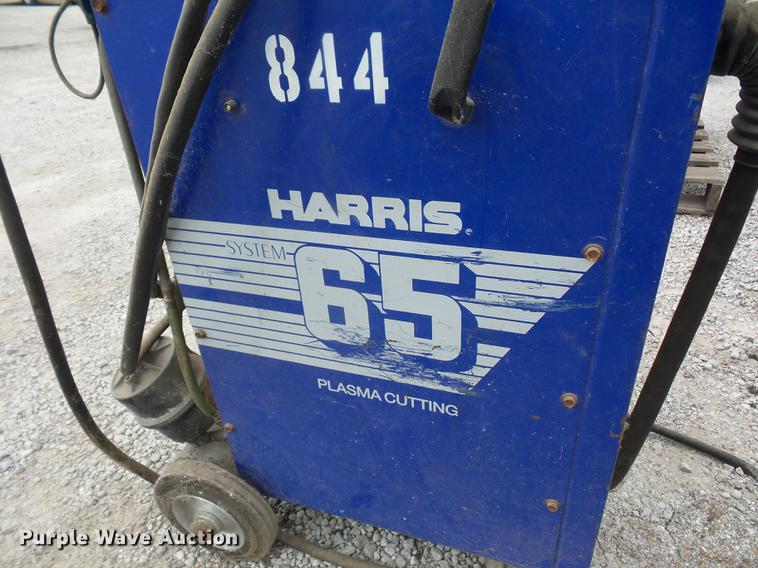 844
HARRIS
SYSTEM
65
PLASMA CUTTING
Purple Wave Auction